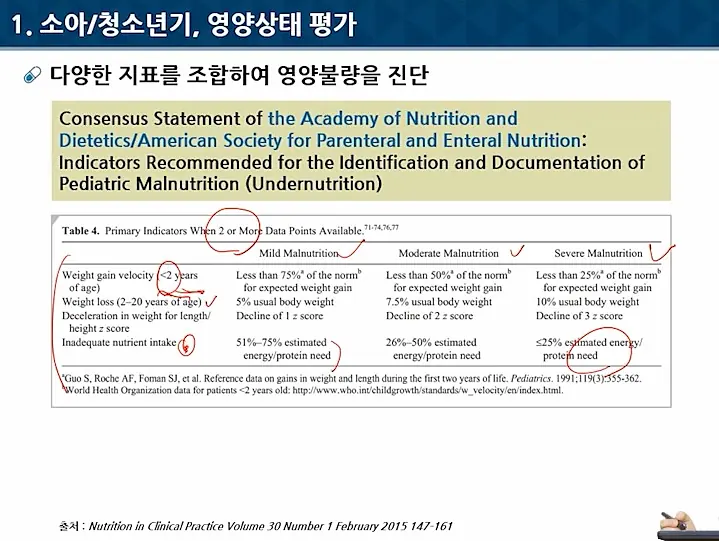 1. 소아/청소년기, 영양상태 평가
다양한 지표를 조합하여 영양불량을 진단
Consensus Statement of the Academy of Nutrition and
Dietetics/American Society for Parenteral and Enteral Nutrition:
Indicators Recommended for the Identification and Documentation of
Pediatric Malnutrition (Undernutrition)
Table 4. Primary Indicators When 2 or More Data Points Available.71-74,76,77
Mild Malnutrition Moderate Malnutrition Severe Malnutrition
Weight gain velocity (<2 years Less than 75%a of the normb Less than 50%a of the normb Less than 25%a of the normb
of age) for expected weight gain for expected weight gain for expected weight gain
Weight loss (2–20 years of age) 5% usual body weight 7.5% usual body weight 10% usual body weight
Deceleration in weight for length/ Decline of 1 z score Decline of 2 z score Decline of 3 z score
height z score
Inadequate nutrient intake 51%–75% estimated 26%–50% estimated ≤25% estimated energy/
energy/protein need energy/protein need protein need
aGuo S, Roche AF, Foman SJ, et al. Reference data on gains in weight and length during the first two years of life. Pediatrics. 1991;119(3):355-362.
bWorld Health Organization data for patients <2 years old: http://www.who.int/childgrowth/standards/w_velocity/en/index.html.
출처 : Nutrition in Clinical Practice Volume 30 Number 1 February 2015 147-161